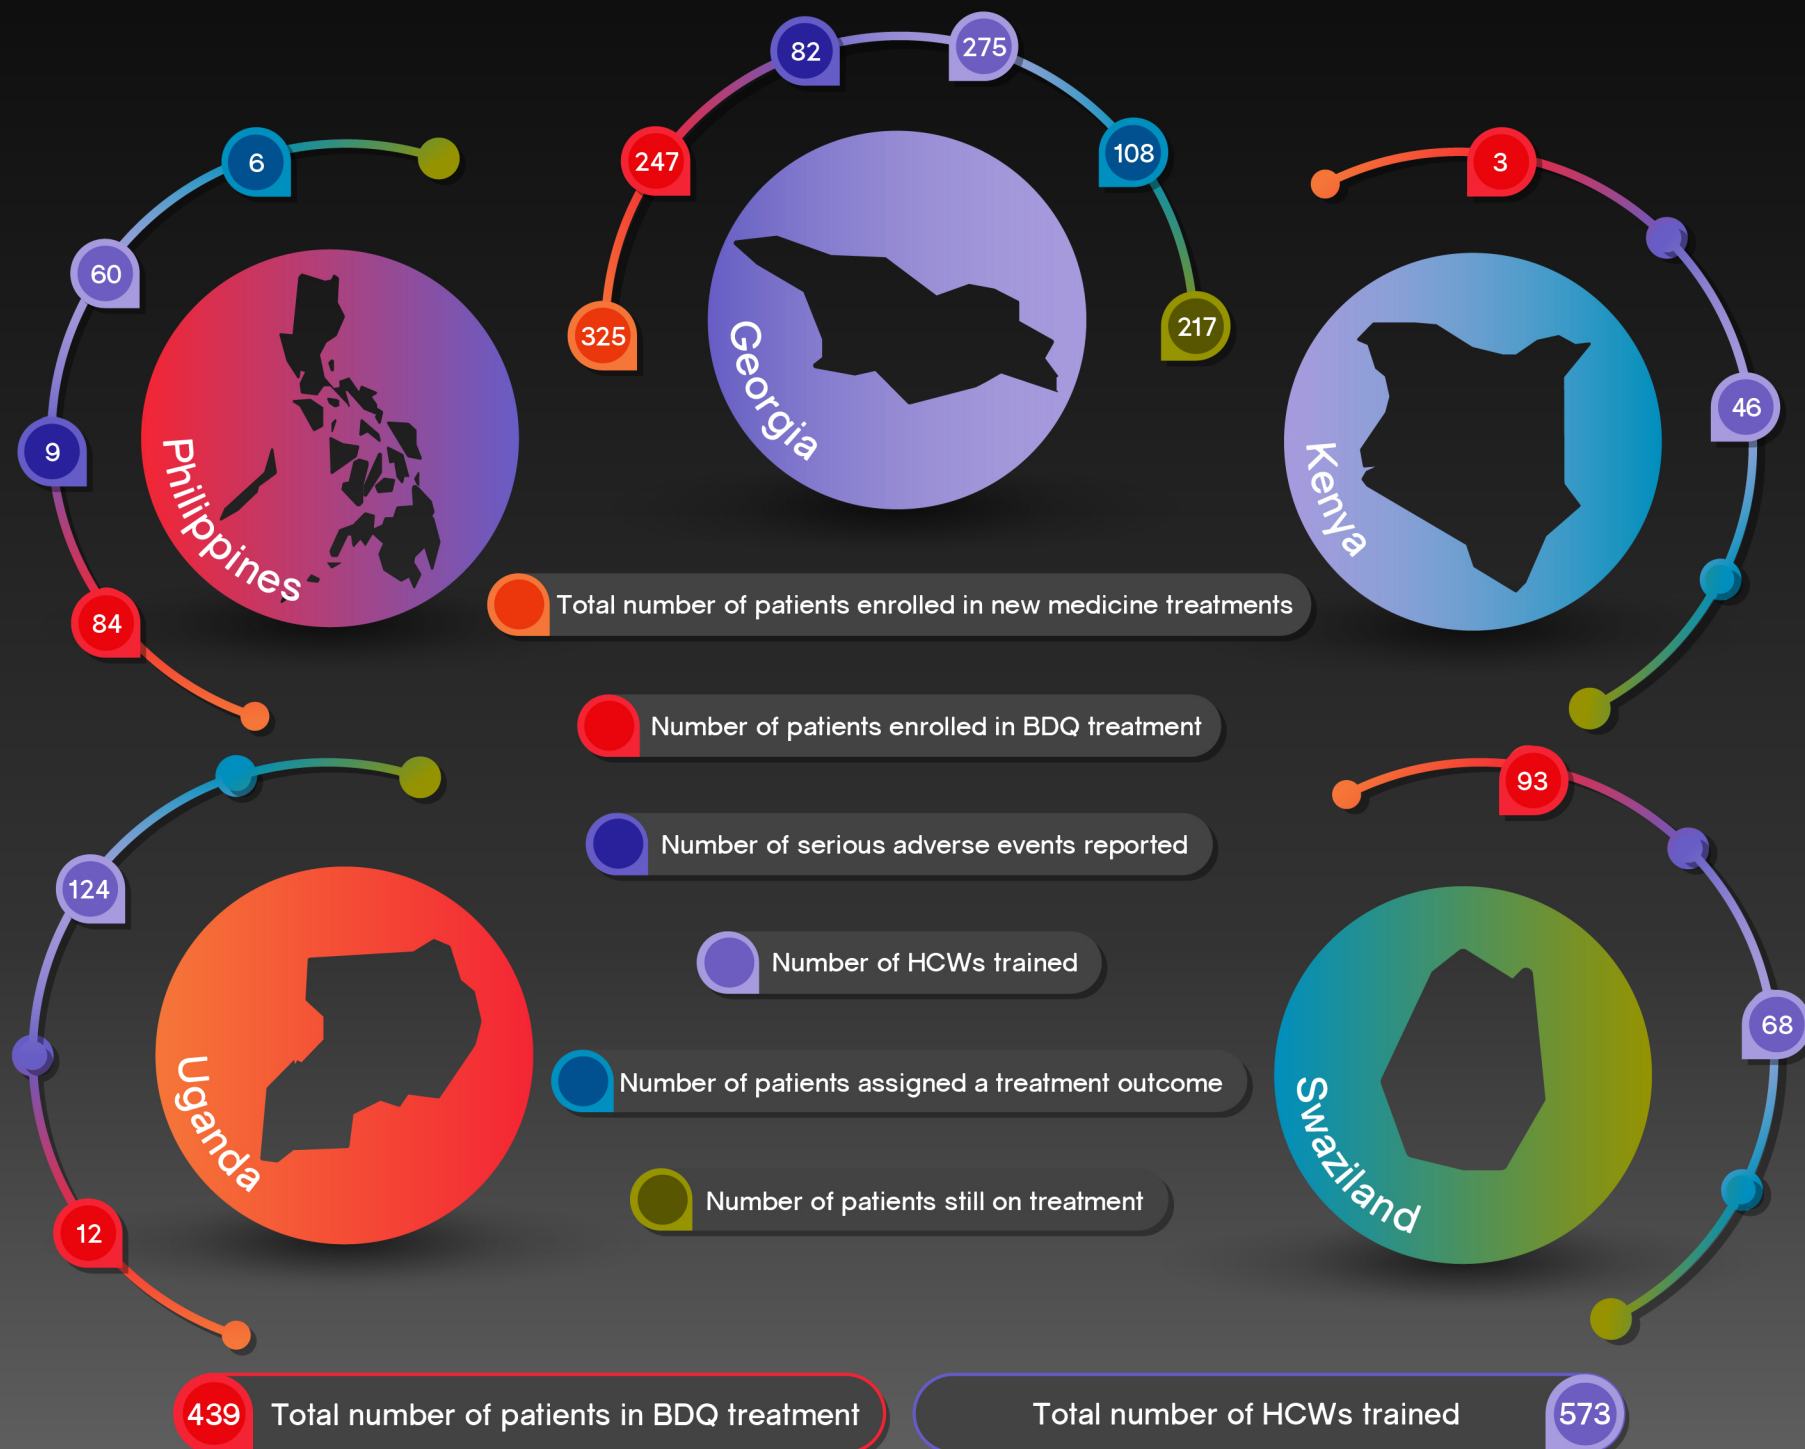 82
275
6
247
108
3
60
325
217
Georgia
46
9
Philippines
Kenya
84
Total number of patients enrolled in new medicine treatments
Number of patients enrolled in BDQ treatment
93
Number of serious adverse events reported
124
Number of HCWs trained
68
Uganda
Number of patients assigned a treatment outcome
Swaziland
Number of patients still on treatment
12
439 Total number of patients in BDQ treatment
Total number of HCWs trained 573